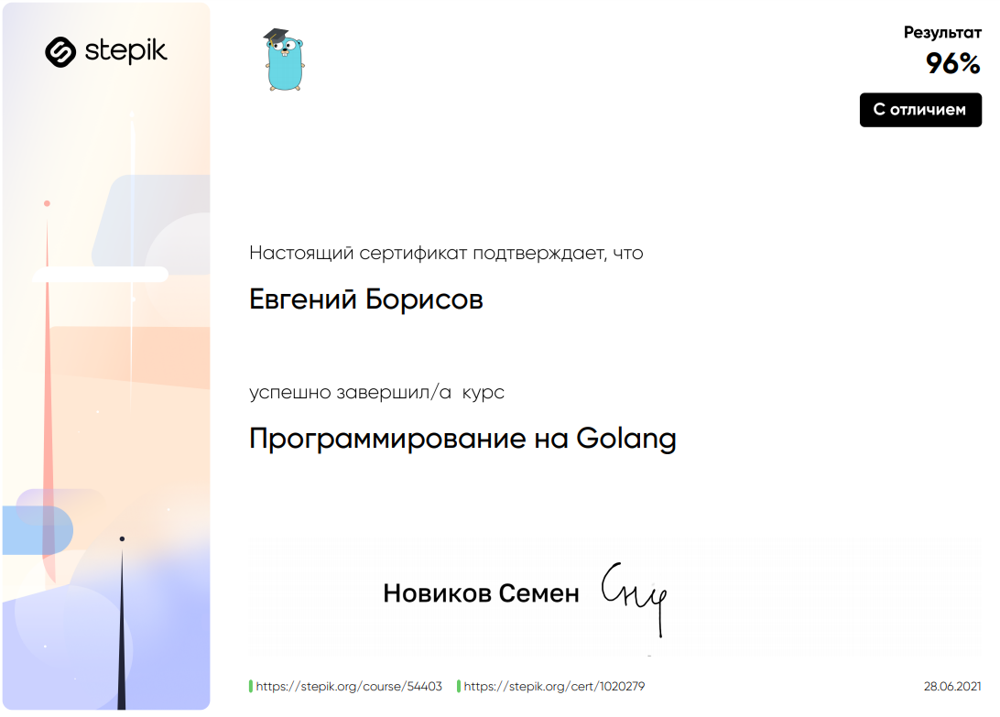 stepik
Результат
96%
С отличием
Настоящий сертификат подтверждает, что
Евгений Борисов
успешно завершил/а курс
Программирование на Golang
Новиков Семен
https://stepik.org/course/54403 https://stepik.org/cert/1020279 28.06.2021